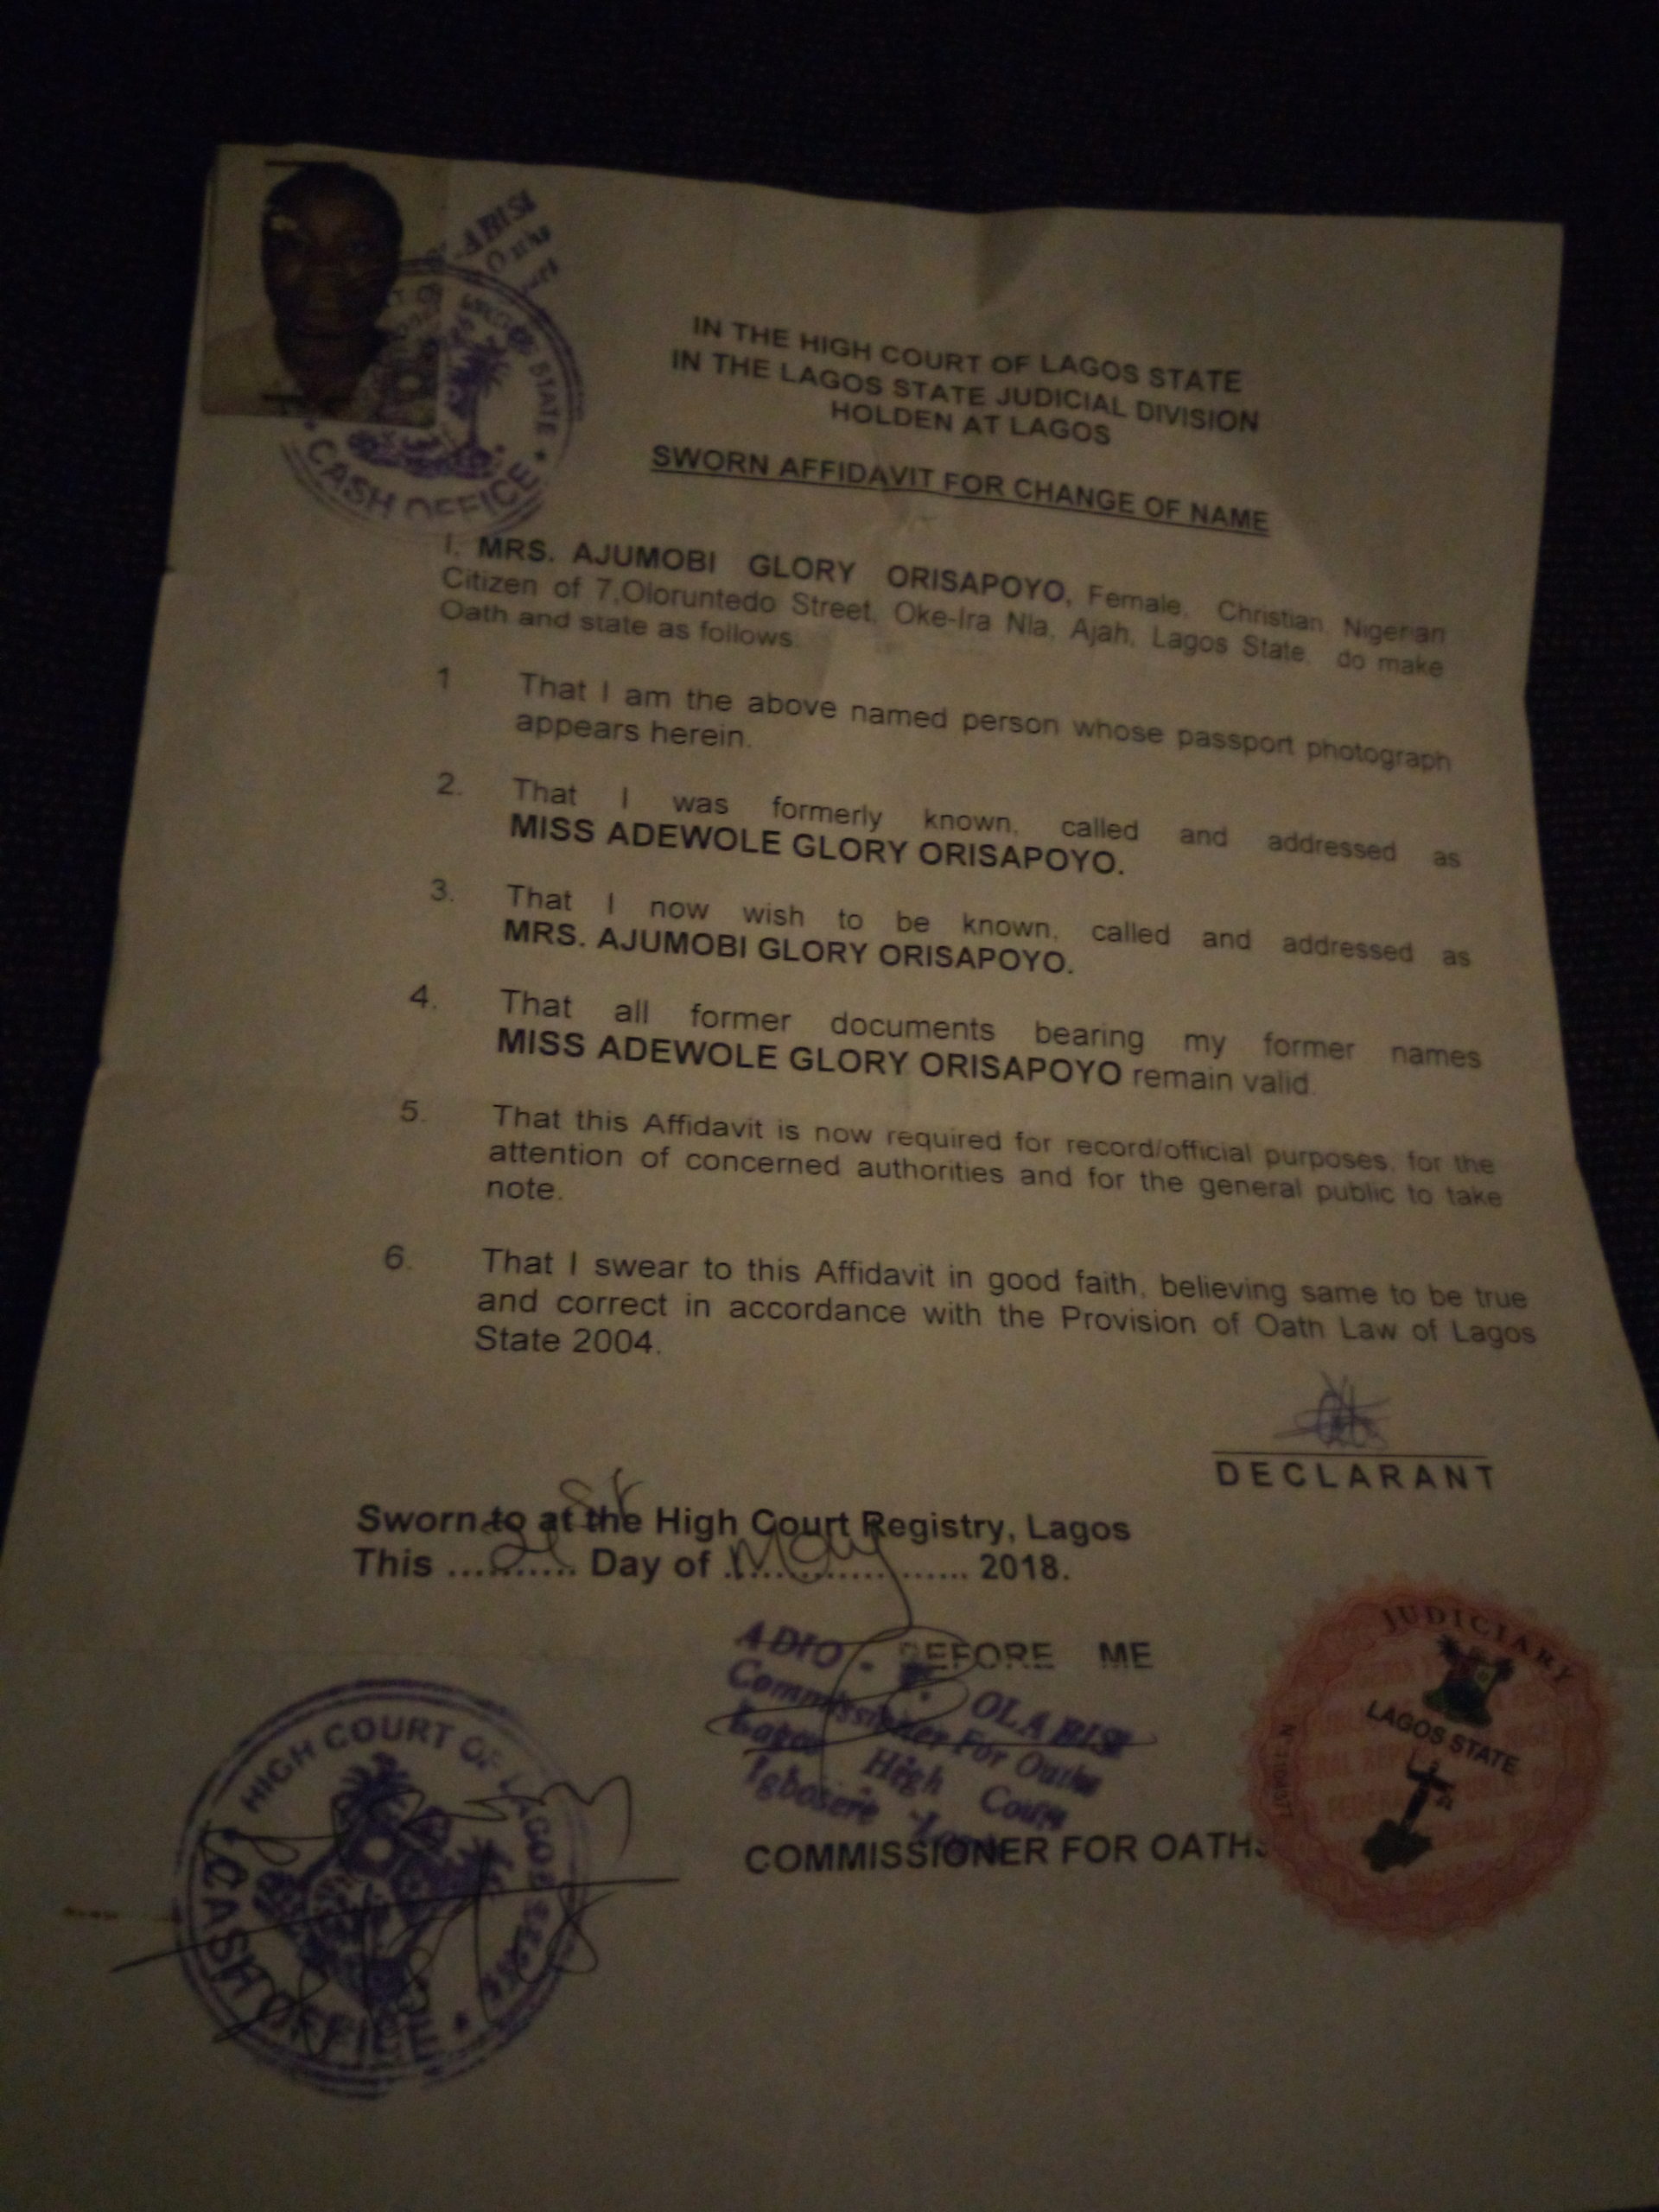 IN THE HIGH COURT OF LAGOS STATE
IN THE LAGOS STATE JUDICIAL DIVISION
HOLDEN AT LAGOS
SWORN AFFIDAVIT FOR CHANGE OF NAME
STATE
CASH OFFICE
I, MRS. AJUMOBI GLORY ORISAPOYO, Female, Christian, Nigerian
Citizen of 7,Oloruntedo Street, Oke-Ira Nla, Ajah, Lagos State, do make
Oath and state as follows
1 That I am the above named person whose passport photograph
appears herein.
2. That I was formerly known, called and addressed as
MISS ADEWOLE GLORY ORISAPOYO.
3. That I now wish to be known, called and addressed as
MRS. AJUMOBI GLORY ORISAPOYO.
4. That all former documents bearing my former names
MISS ADEWOLE GLORY ORISAPOYO remain valid.
5. That this Affidavit is now required for record/official purposes, for the
attention of concerned authorities and for the general public to take
note.
6. That I swear to this Affidavit in good faith, believing same to be true
and correct in accordance with the Provision of Oath Law of Lagos
State 2004.
DECLARANT
Sworn to at the High Court Registry, Lagos
This 21st Day of May 2018.
BEFORE ME
ADIO - F. OLABISI
Commissioner For Oaths
Lagos High Court
Igbosere
COMMISSIONER FOR OATHS
HIGH COURT OF LAGOS STATE
CASH OFFICE
JUDICIARY
LAGOS STATE